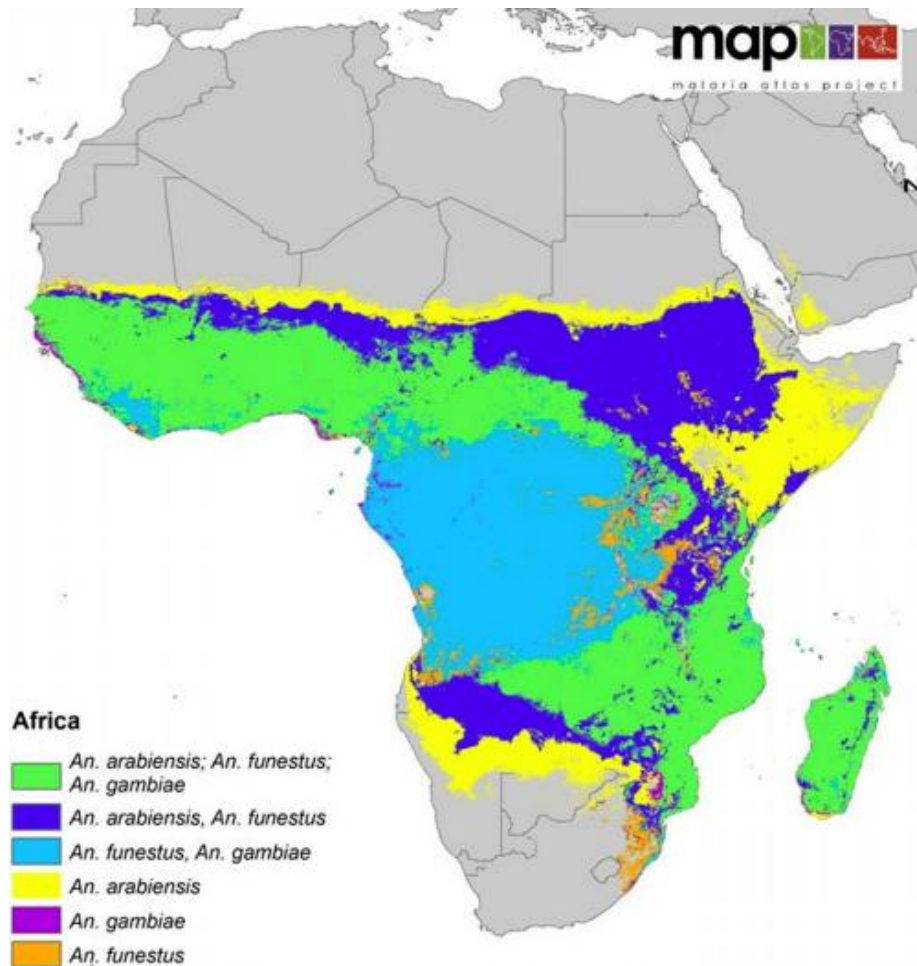 map
malaria atlas project
Africa
An. arabiensis; An. funestus;
An. gambiae
An. arabiensis, An. funestus
An. funestus, An. gambiae
An. arabiensis
An. gambiae
An. funestus